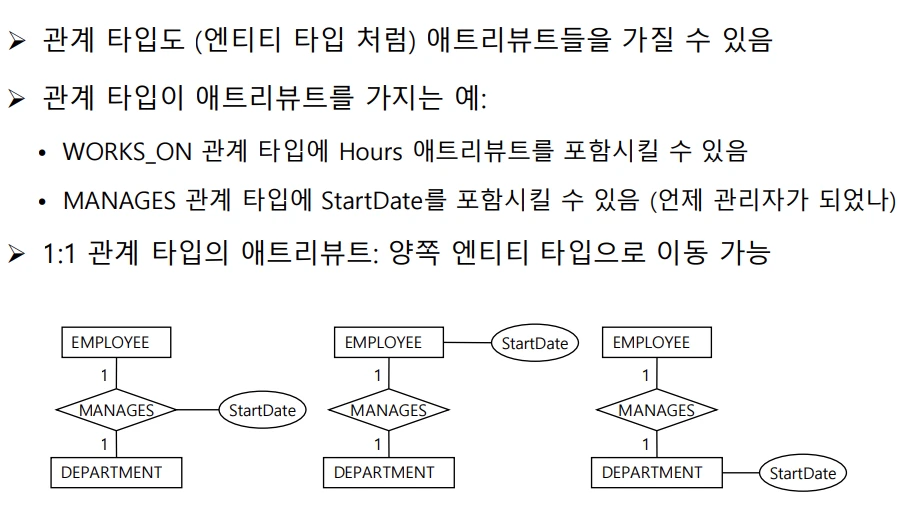 ➢ 관계 타입도 (엔티티 타입 처럼) 애트리뷰트들을 가질 수 있음
➢ 관계 타입이 애트리뷰트를 가지는 예:
• WORKS_ON 관계 타입에 Hours 애트리뷰트를 포함시킬 수 있음
• MANAGES 관계 타입에 StartDate를 포함시킬 수 있음 (언제 관리자가 되었나)
➢ 1:1 관계 타입의 애트리뷰트: 양쪽 엔티티 타입으로 이동 가능
EMPLOYEE
1
MANAGES
StartDate
1
DEPARTMENT
EMPLOYEE
StartDate
1
MANAGES
1
DEPARTMENT
EMPLOYEE
1
MANAGES
1
DEPARTMENT
StartDate